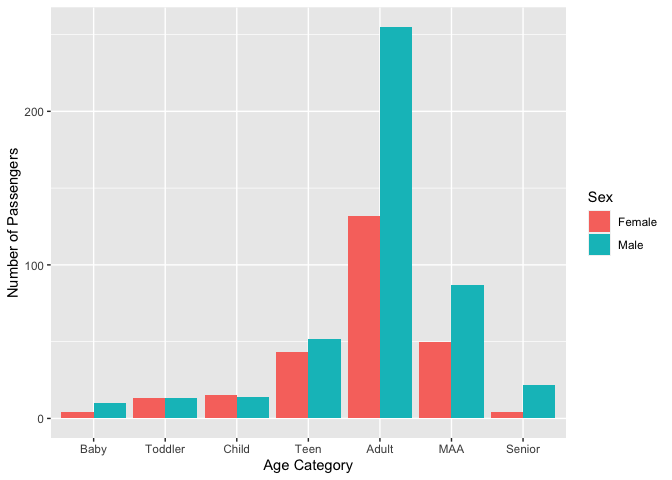 Number of Passengers
200
100
0
Baby Toddler Child Teen Adult MAA Senior
Age Category
Sex
Female
Male